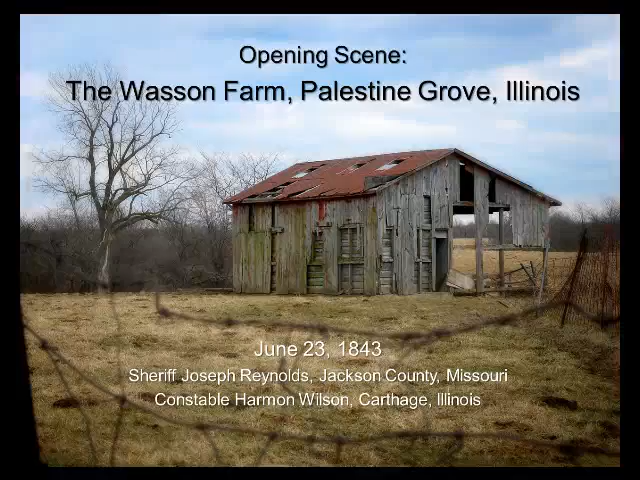 Opening Scene:
The Wasson Farm, Palestine Grove, Illinois
June 23, 1843
Sheriff Joseph Reynolds, Jackson County, Missouri
Constable Harmon Wilson, Carthage, Illinois